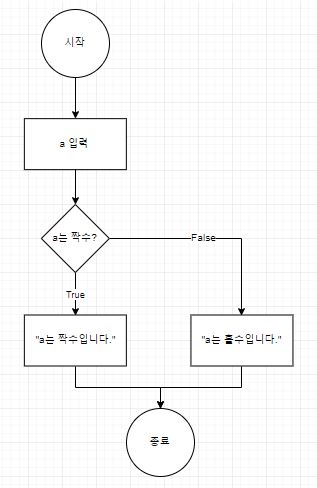 시작
a 입력
a는 짝수?
False
True
"a는 짝수입니다."
"a는 홀수입니다."
종료